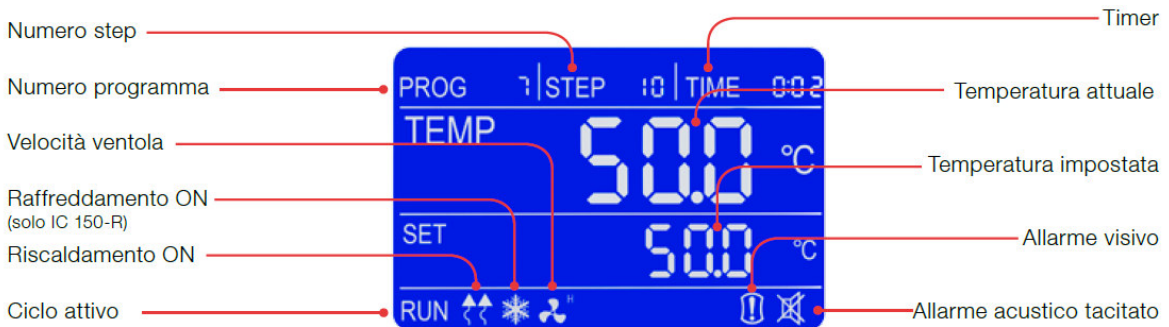 Numero step
Numero programma
Velocità ventola
Raffreddamento ON
(solo IC 150-R)
Riscaldamento ON
Ciclo attivo
PROG 7 STEP 10 TIME 0:02
TEMP 50.0 °C
SET 50.0 °C
RUN H
Timer
Temperatura attuale
Temperatura impostata
Allarme visivo
Allarme acustico tacitato